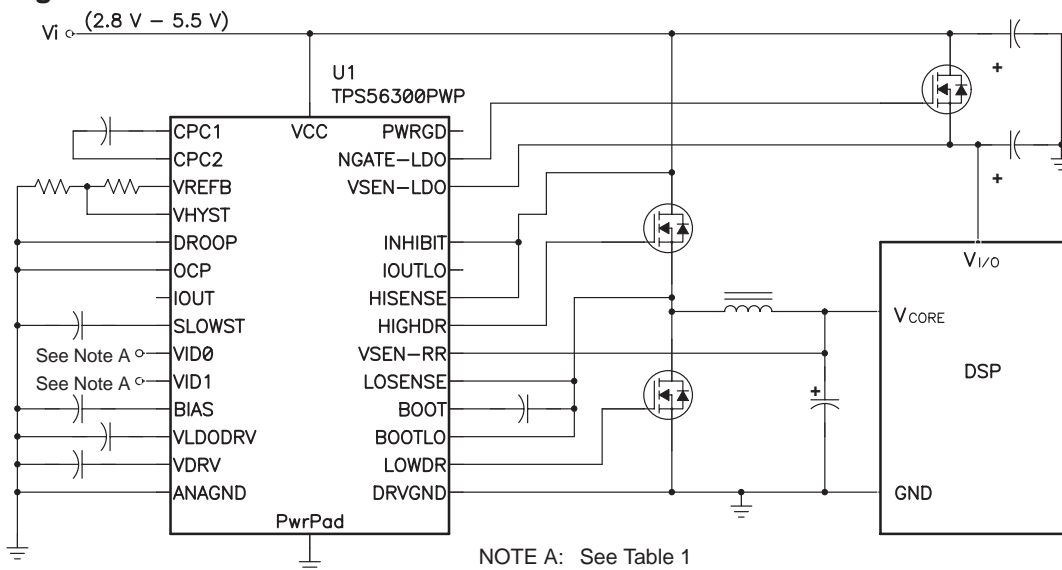 (2.8 V – 5.5 V)
Vi
U1
TPS56300PWP
VCC
CPC1
CPC2
VREFB
VHYST
DROOP
OCP
IOUT
SLOWST
See Note A
VID0
See Note A
VID1
BIAS
VLDODRV
VDRV
ANAGND
PwrPad
PWRGD
NGATE-LDO
VSEN-LDO
INHIBIT
IOUTLO
HISENSE
HIGHDR
VSEN-RR
LOSENSE
BOOT
BOOTLO
LOWDR
DRVGND
+
+
+
VI/O
VCORE
DSP
GND
NOTE A: See Table 1